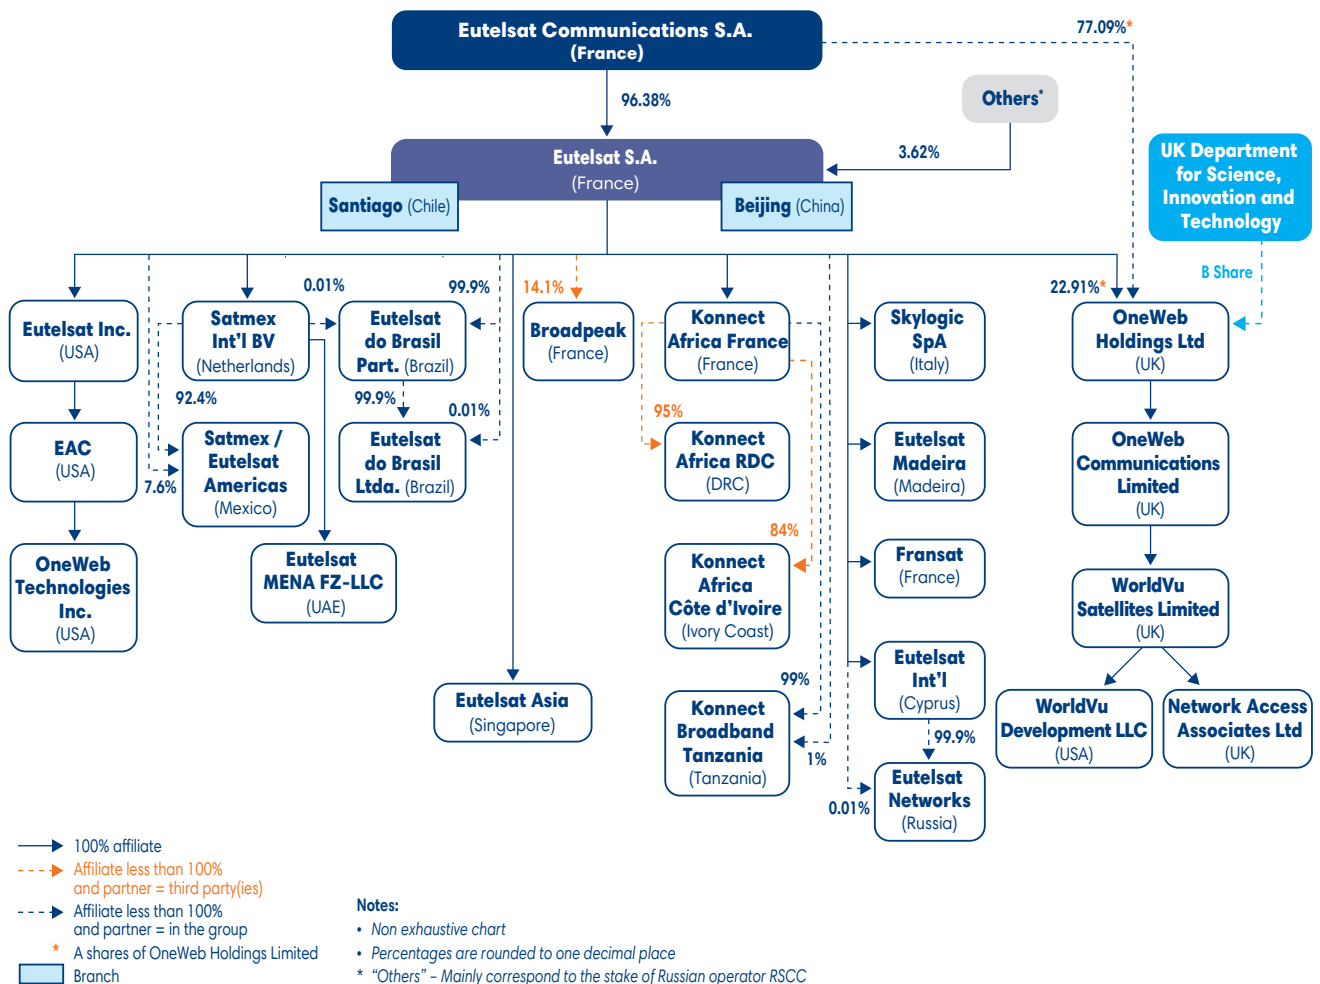 Eutelsat Communications S.A.
(France)
77.09%*
96.38%
Others*
3.62%
Eutelsat S.A.
(France)
Santiago (Chile)
Beijing (China)
UK Department
for Science,
Innovation and
Technology
B Share
0.01%
99.9%
14.1%
22.91%*
Eutelsat Inc.
(USA)
Satmex
Int'l BV
(Netherlands)
Eutelsat
do Brasil
Part. (Brazil)
Broadpeak
(France)
Konnect
Africa France
(France)
Skylogic
SpA
(Italy)
OneWeb
Holdings Ltd
(UK)
92.4%
99.9%
0.01%
95%
EAC
(USA)
7.6%
Satmex /
Eutelsat
Americas
(Mexico)
Eutelsat
do Brasil
Ltda. (Brazil)
Konnect
Africa RDC
(DRC)
Eutelsat
Madeira
(Madeira)
OneWeb
Communications
Limited
(UK)
84%
OneWeb
Technologies
Inc.
(USA)
Eutelsat
MENA FZ-LLC
(UAE)
Konnect
Africa
Côte d'Ivoire
(Ivory Coast)
Fransat
(France)
WorldVu
Satellites Limited
(UK)
Eutelsat Asia
(Singapore)
99%
Konnect
Broadband
Tanzania
(Tanzania)
1%
Eutelsat
Int'l
(Cyprus)
99.9%
0.01%
Eutelsat
Networks
(Russia)
WorldVu
Development LLC
(USA)
Network Access
Associates Ltd
(UK)
100% affiliate
Affiliate less than 100%
and partner = third party(ies)
Affiliate less than 100%
and partner = in the group
* A shares of OneWeb Holdings Limited
Branch
Notes:
• Non exhaustive chart
• Percentages are rounded to one decimal place
* "Others" – Mainly correspond to the stake of Russian operator RSCC